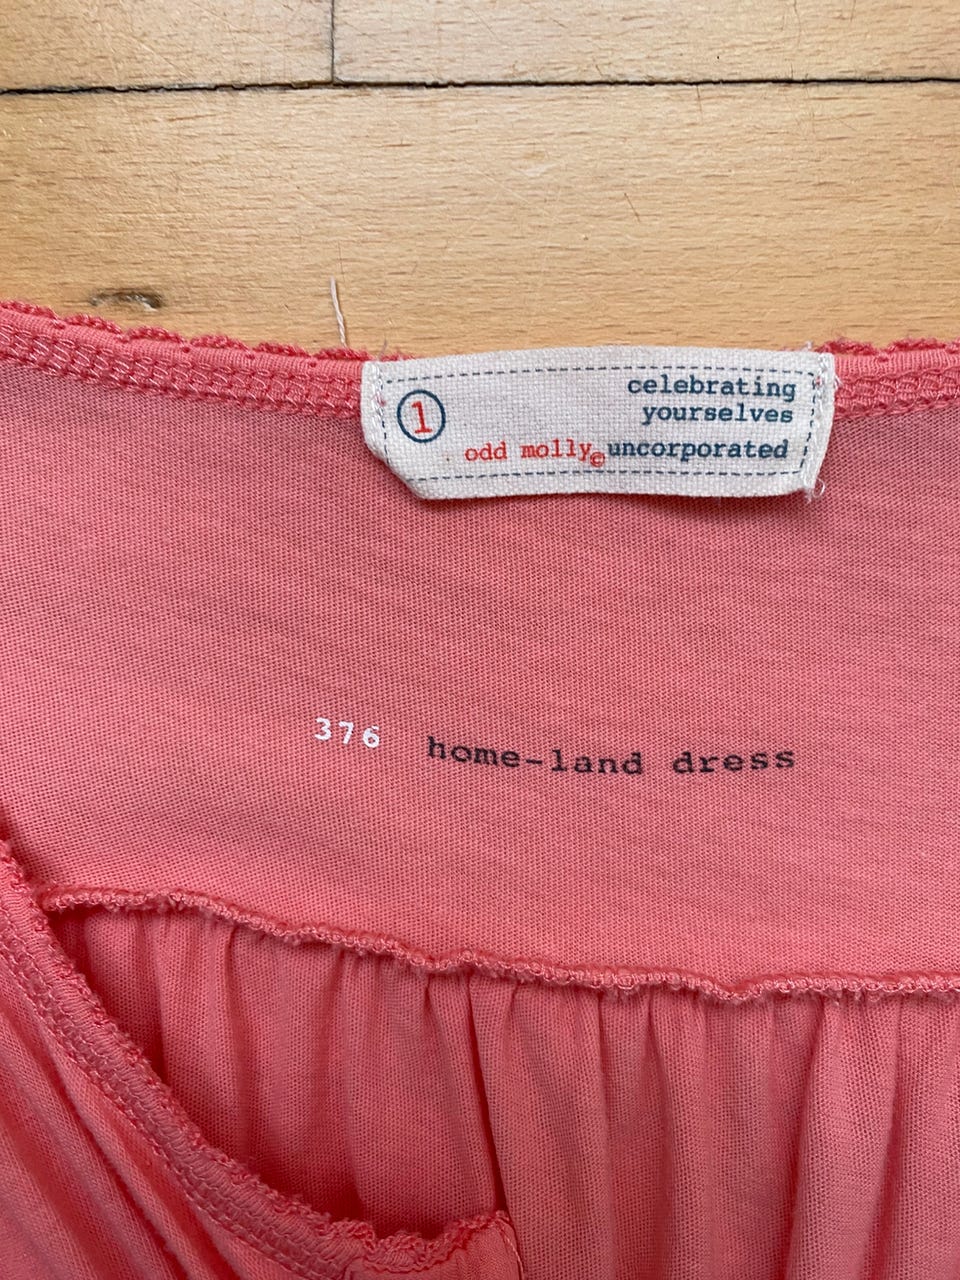 1
celebrating
yourselves
odd molly© uncorporated
376 home-land dress